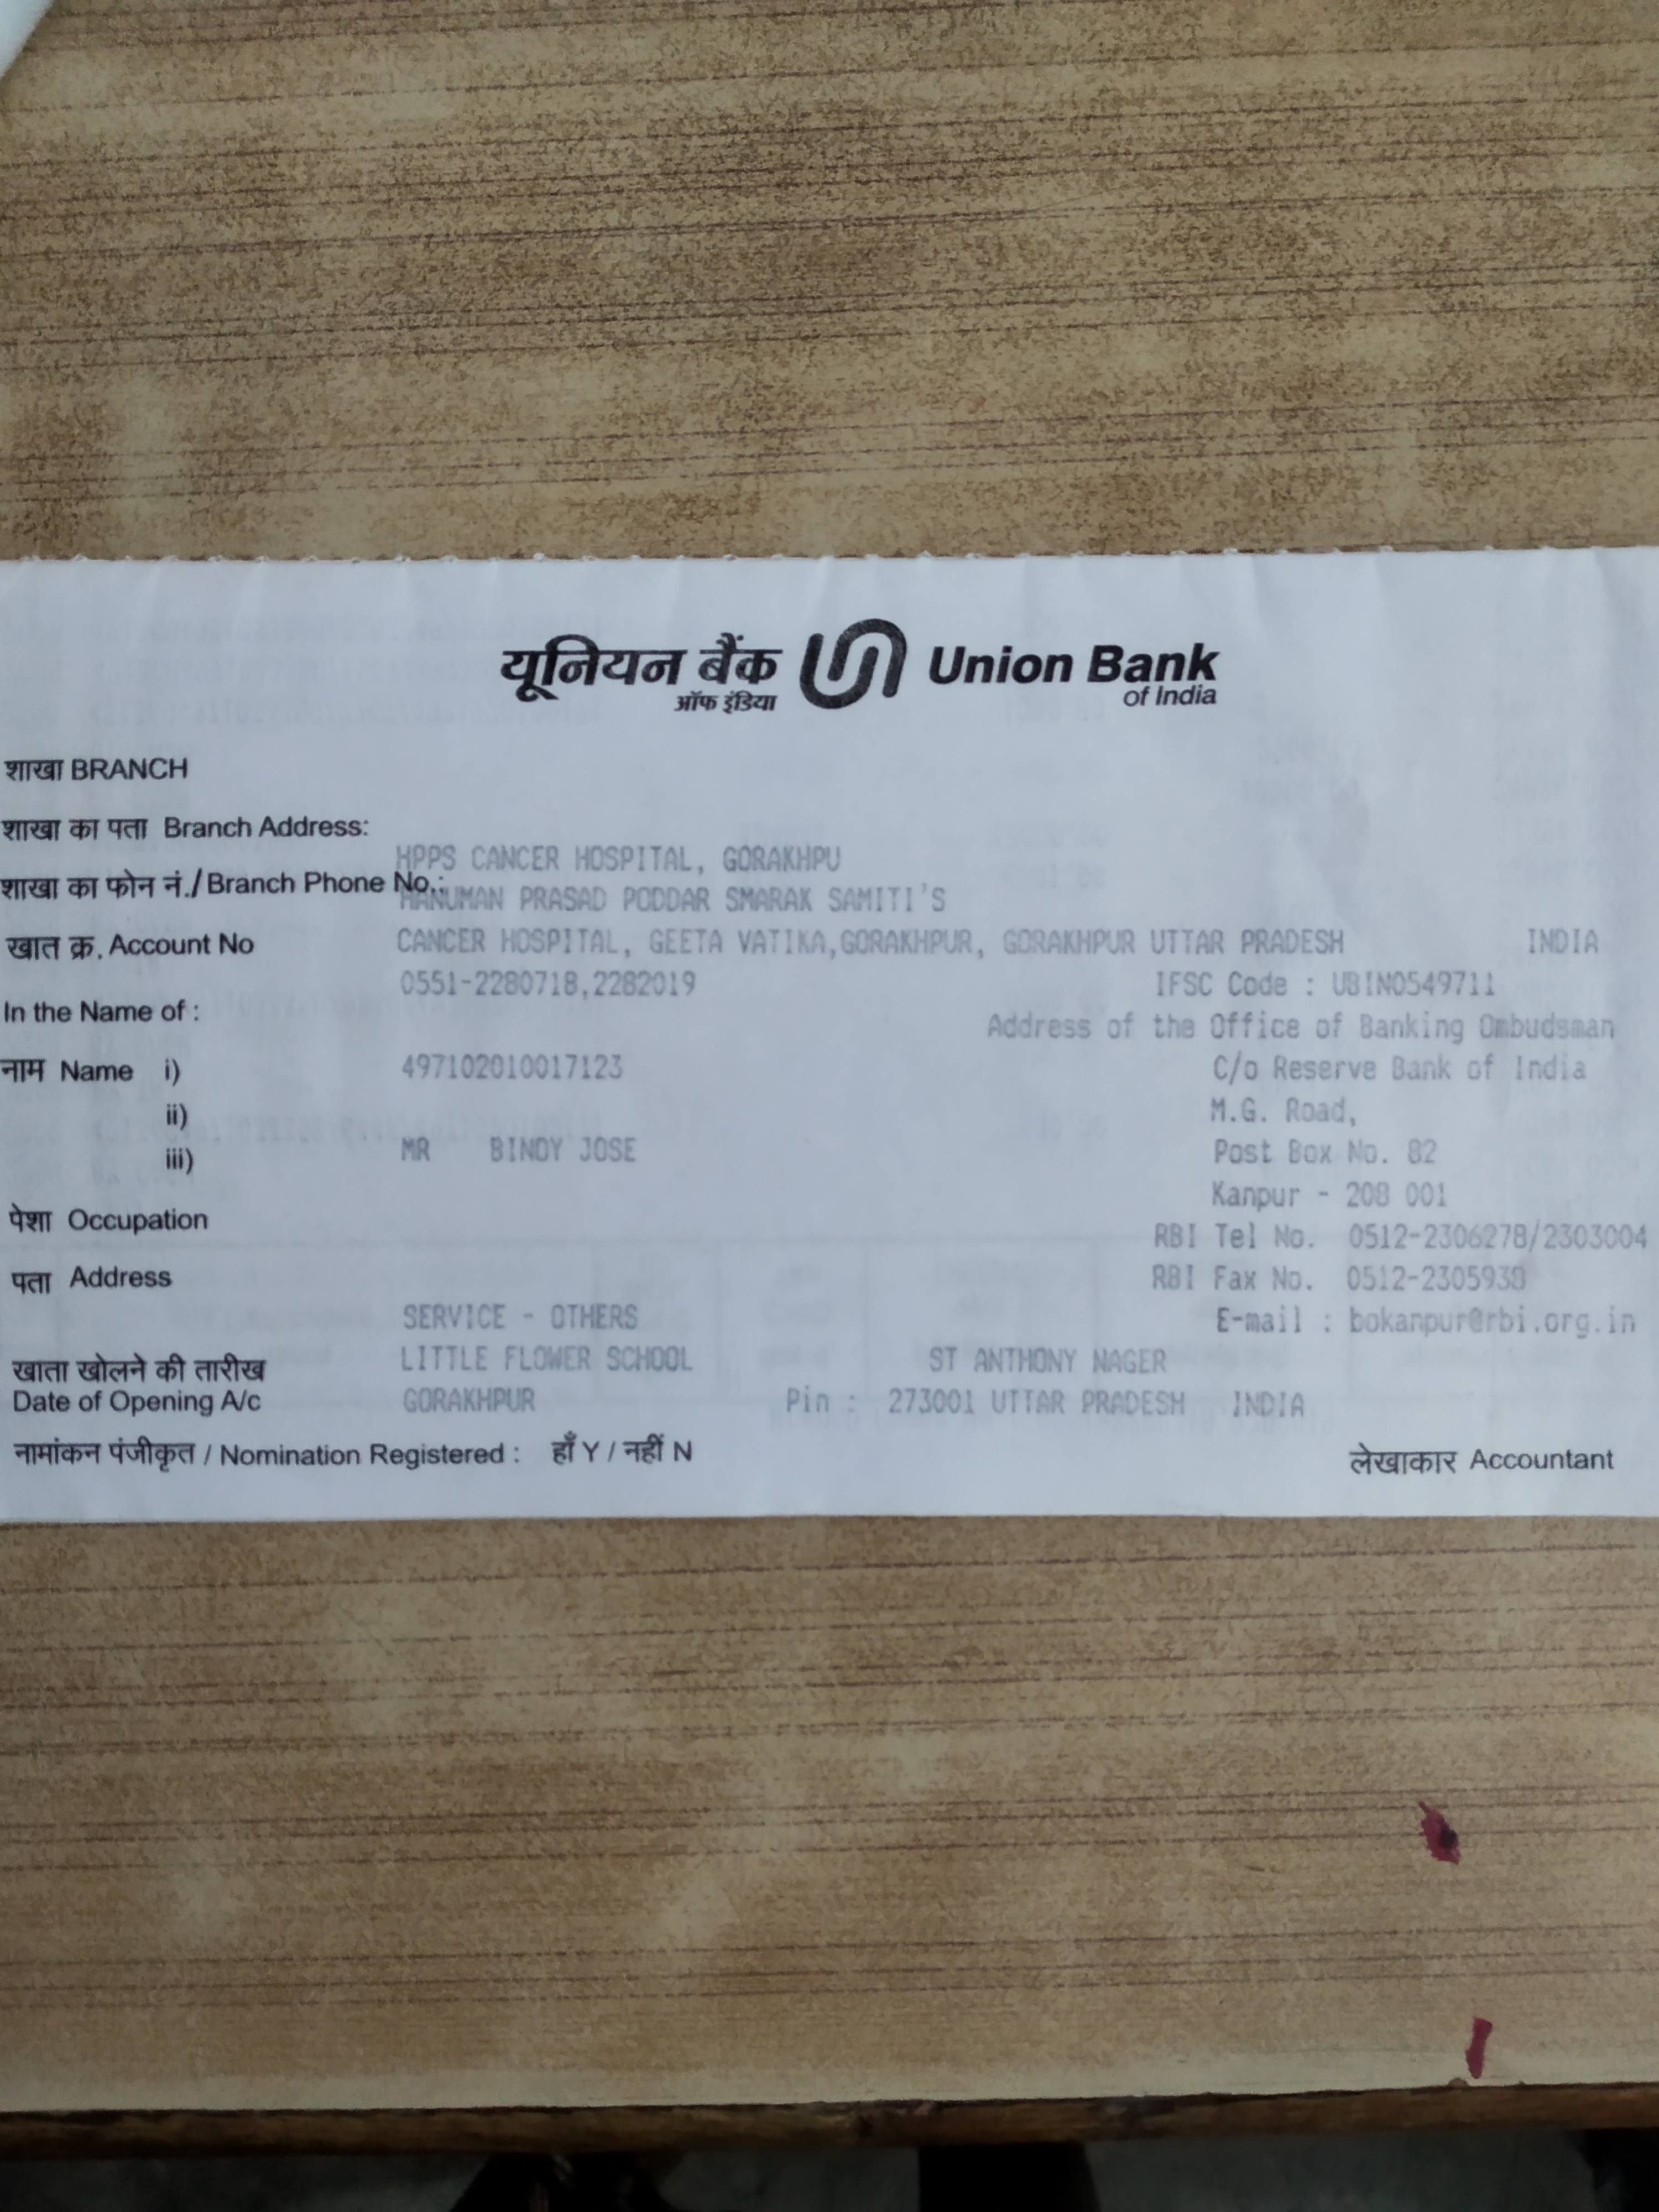 यूनियन बैंक Union Bank
ऑफ इंडिया of India
शाखा BRANCH
शाखा का पता Branch Address:
HPPS CANCER HOSPITAL, GORAKHPU
शाखा का फोन नं./ Branch Phone No.:
HANUMAN PRASAD PODDAR SMARAK SAMITI'S
खात क्र. Account No CANCER HOSPITAL, GEETA VATIKA,GORAKHPUR, GORAKHPUR UTTAR PRADESH INDIA
0551-2280718,2282019 IFSC Code : UBIN0549711
In the Name of :
Address of the Office of Banking Ombudsman
नाम Name i) 497102010017123 C/o Reserve Bank of India
ii) M.G. Road,
iii) MR BINDY JOSE Post Box No. 82
Kanpur - 208 001
पेशा Occupation
RBI Tel No. 0512-2306278/2303004
पता Address RBI Fax No. 0512-2305938
SERVICE - OTHERS E-mail : bokanpur@rbi.org.in
खाता खोलने की तारीख LITTLE FLOWER SCHOOL ST ANTHONY NAGER
Date of Opening A/c GORAKHPUR Pin : 273001 UTTAR PRADESH INDIA
नामांकन पंजीकृत / Nomination Registered : हाँ Y / नहीं N लेखाकार Accountant